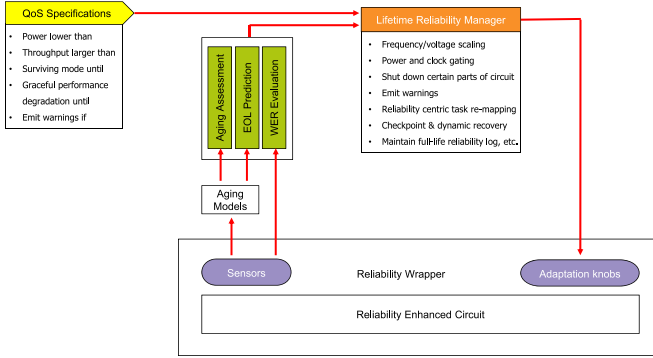 QoS Specifications
• Power lower than
• Throughput larger than
• Surviving mode until
• Graceful performance
degradation until
• Emit warnings if
Lifetime Reliability Manager
• Frequency/voltage scaling
• Power and clock gating
• Shut down certain parts of circuit
• Emit warnings
• Reliability centric task re-mapping
• Checkpoint & dynamic recovery
• Maintain full-life reliability log, etc.
Aging Assessment
EOL Prediction
WER Evaluation
Aging
Models
Sensors
Reliability Wrapper
Adaptation knobs
Reliability Enhanced Circuit